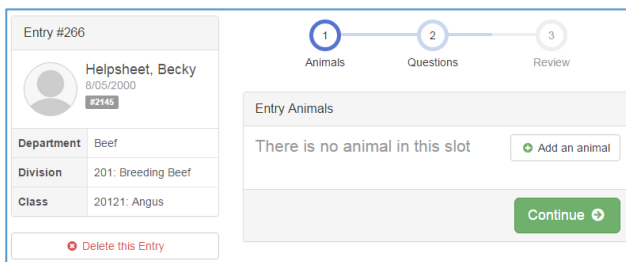 Entry #266
Helpsheet, Becky
8/05/2000
#2145
Department Beef
Division 201: Breeding Beef
Class 20121: Angus
Delete this Entry
1 2 3
Animals Questions Review
Entry Animals
There is no animal in this slot Add an animal
Continue